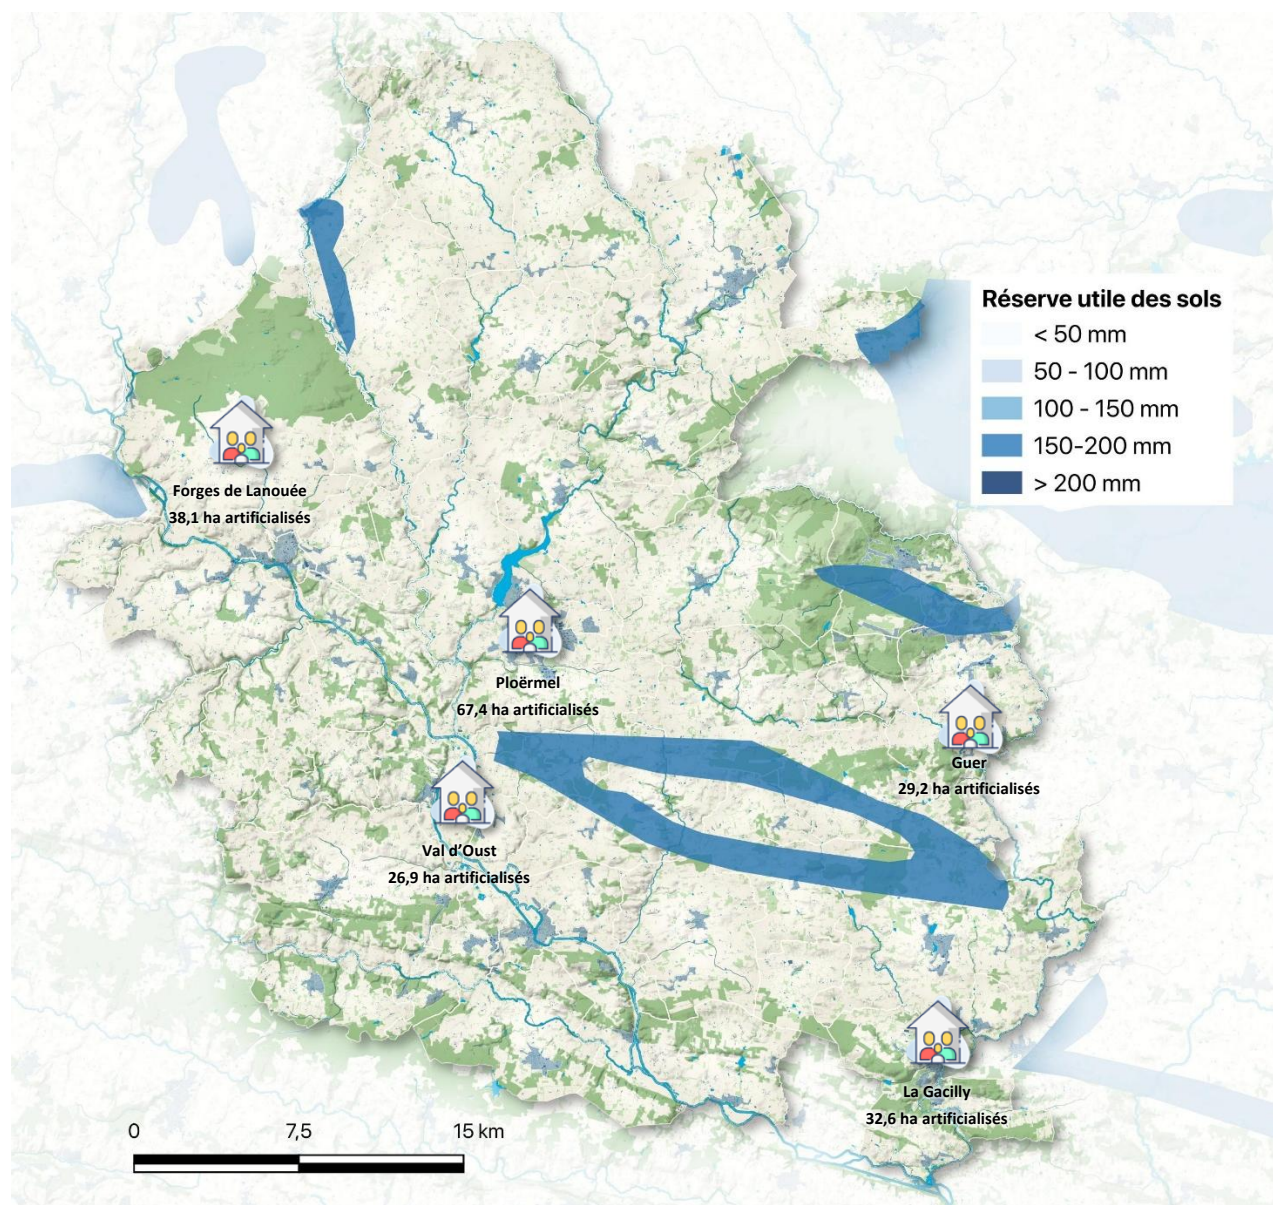 Réserve utile des sols
< 50 mm
50 - 100 mm
100 - 150 mm
150-200 mm
> 200 mm
Forges de Lanouée
38,1 ha artificialisés
Ploërmel
67,4 ha artificialisés
Guer
29,2 ha artificialisés
Val d’Oust
26,9 ha artificialisés
La Gacilly
32,6 ha artificialisés
0 7,5 15 km